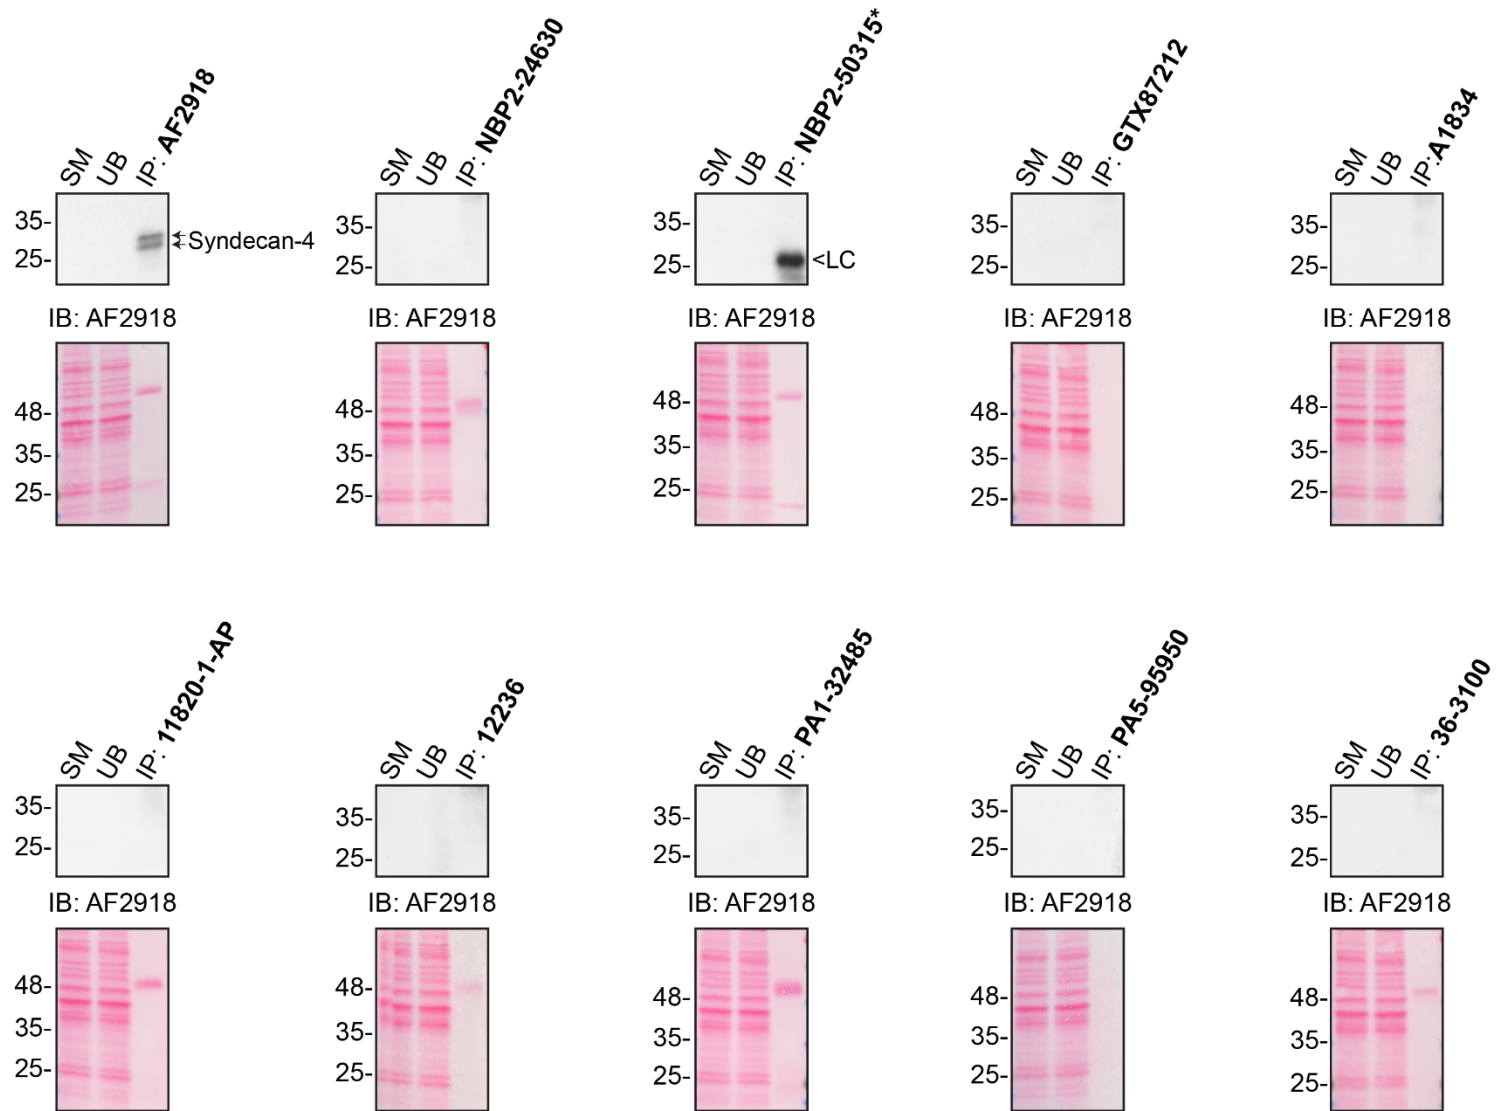 SM UB IP: AF2918
35-
25-
Syndecan-4
IB: AF2918
48-
35-
25-
SM UB IP: NBP2-24630
35-
25-
IB: AF2918
48-
35-
25-
SM UB IP: NBP2-50315*
35-
25-
<LC
IB: AF2918
48-
35-
25-
SM UB IP: GTX87212
35-
25-
IB: AF2918
48-
35-
25-
SM UB IP: A1834
35-
25-
IB: AF2918
48-
35-
25-
SM UB IP: 11820-1-AP
35-
25-
IB: AF2918
48-
35-
25-
SM UB IP: 12236
35-
25-
IB: AF2918
48-
35-
25-
SM UB IP: PA1-32485
35-
25-
IB: AF2918
48-
35-
25-
SM UB IP: PA5-95950
35-
25-
IB: AF2918
48-
35-
25-
SM UB IP: 36-3100
35-
25-
IB: AF2918
48-
35-
25-